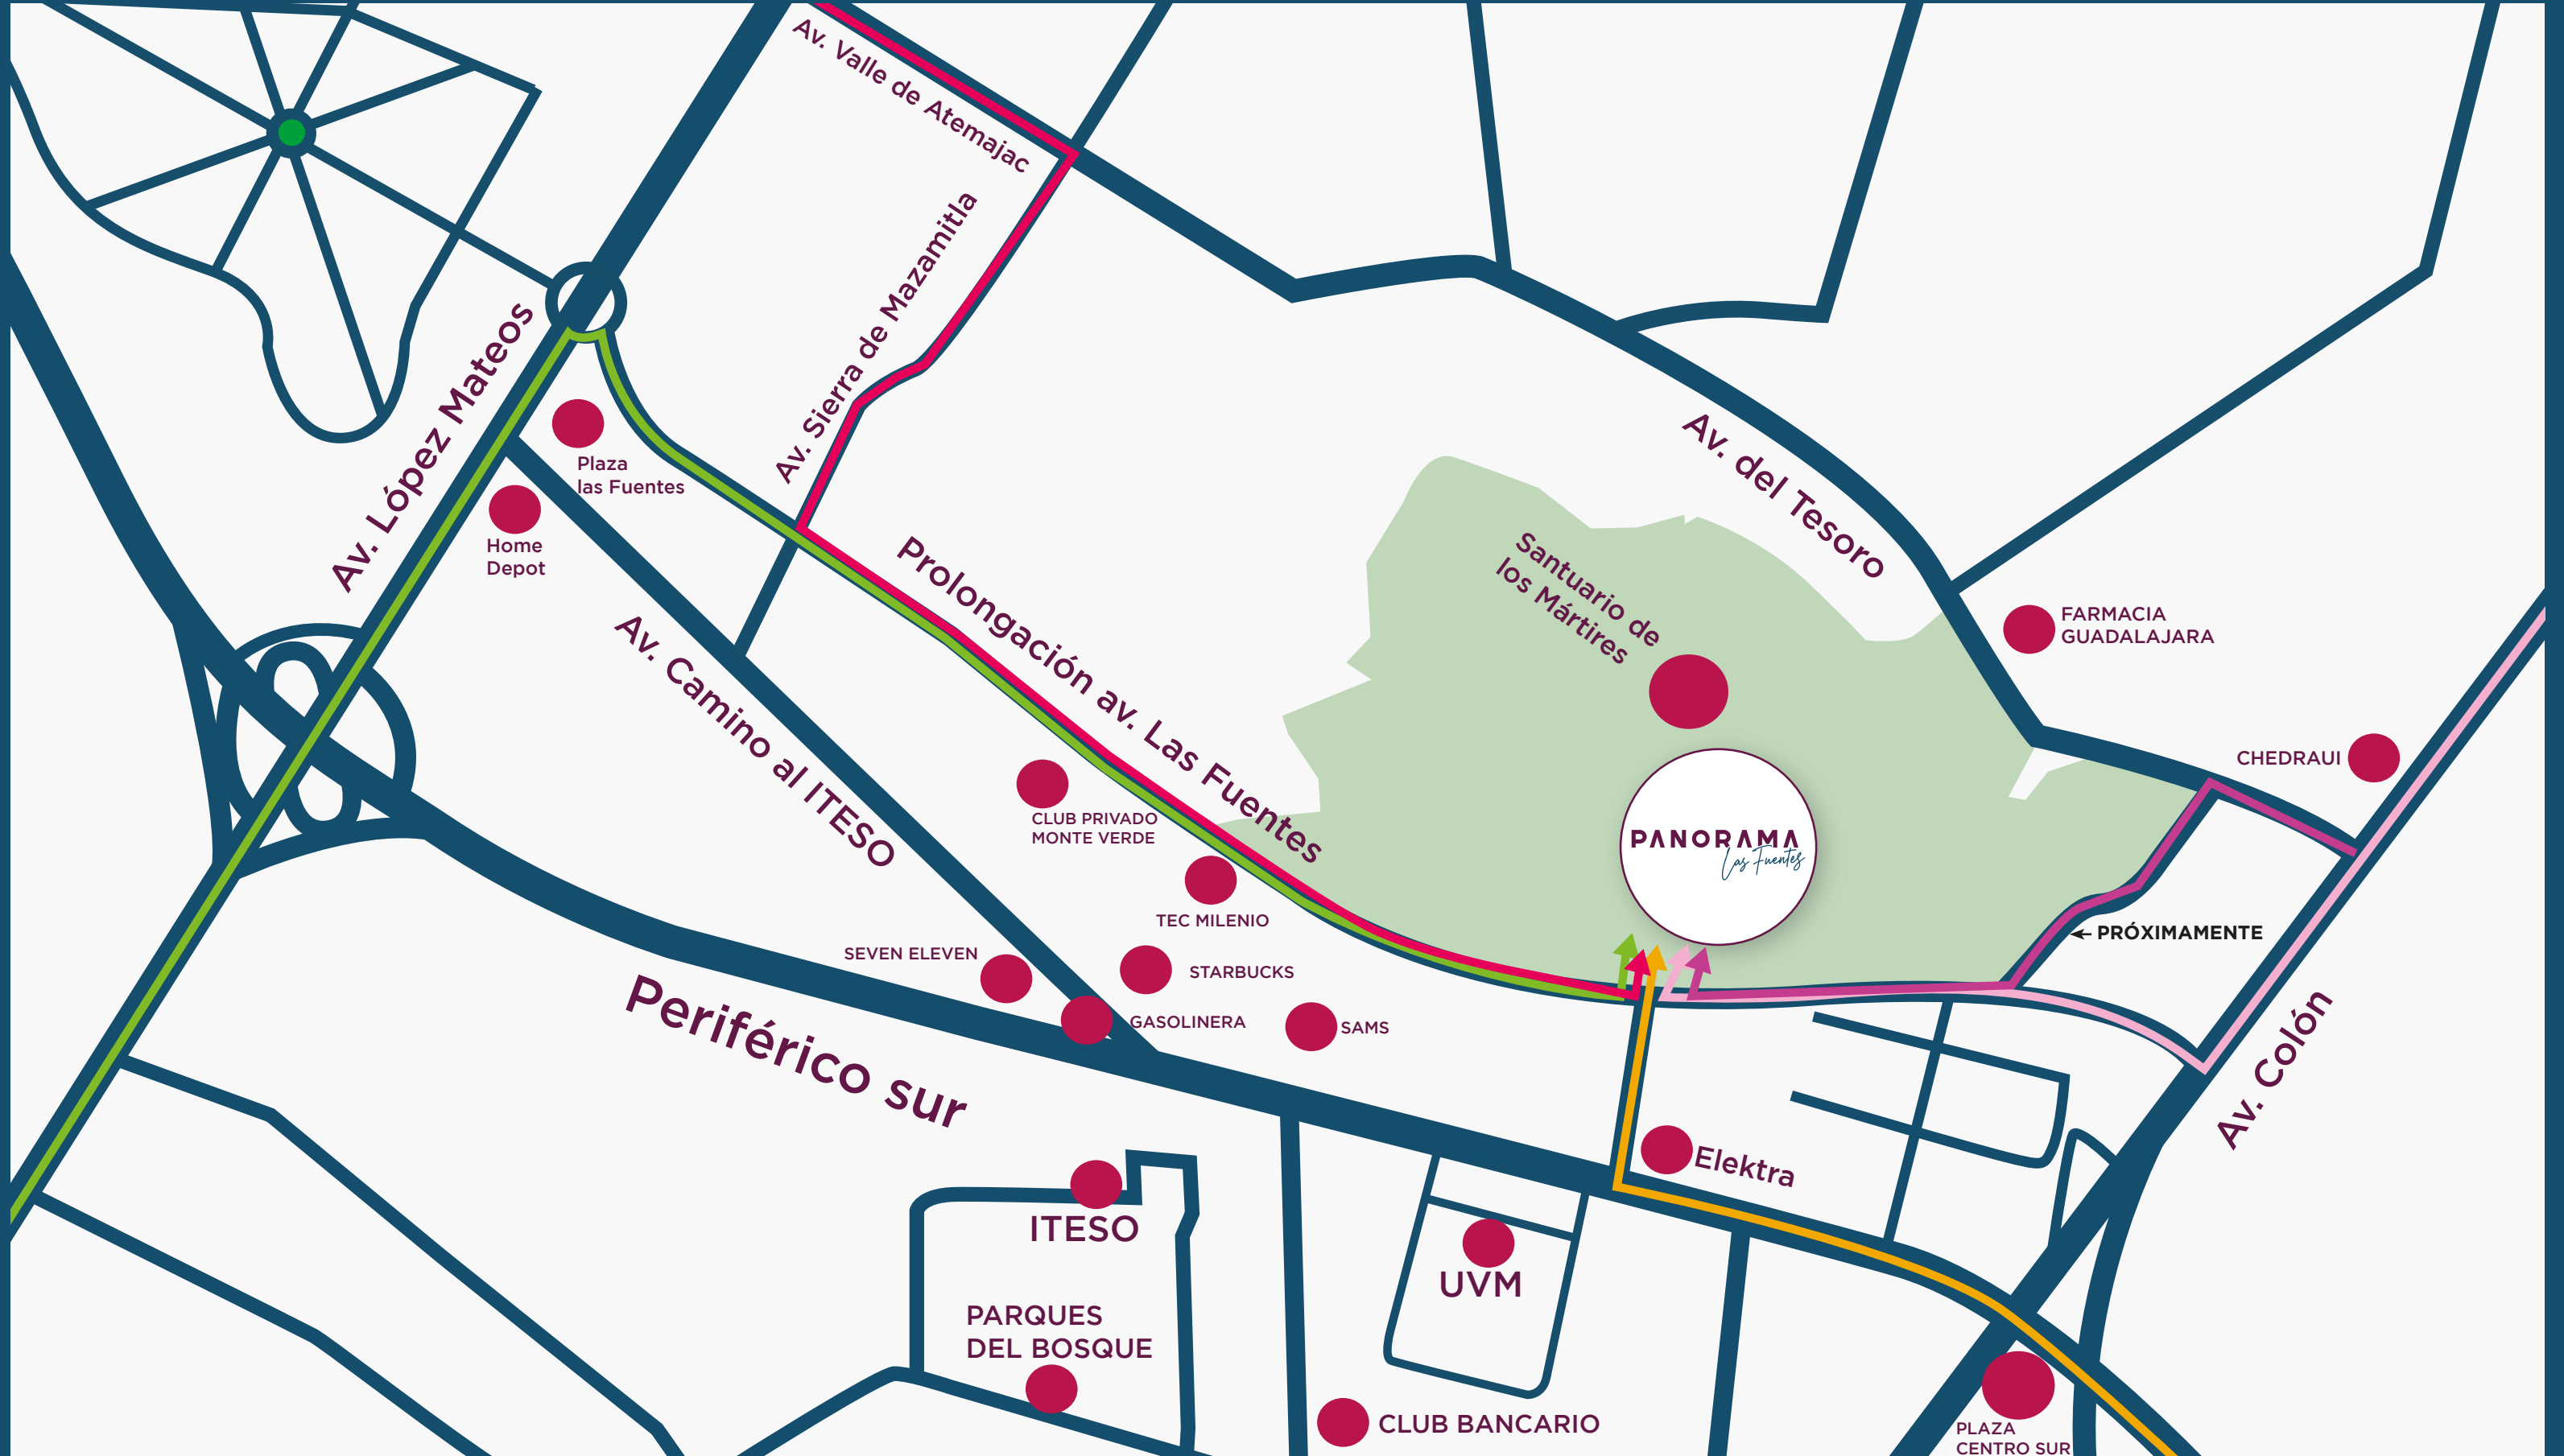 Av. Valle de Atemajac
Av. Sierra de Mazamitla
Av. López Mateos
Plaza
las Fuentes
Home
Depot
Av. del Tesoro
Prolongación av. Las Fuentes
Santuario de
los Mártires
FARMACIA
GUADALAJARA
Av. Camino al ITESO
CHEDRAUI
CLUB PRIVADO
MONTE VERDE
PANORAMA
Las Fuentes
TEC MILENIO
PRÓXIMAMENTE
SEVEN ELEVEN
STARBUCKS
GASOLINERA
SAMS
Periférico sur
Av. Colón
Elektra
ITESO
UVM
PARQUES
DEL BOSQUE
CLUB BANCARIO
PLAZA
CENTRO SUR